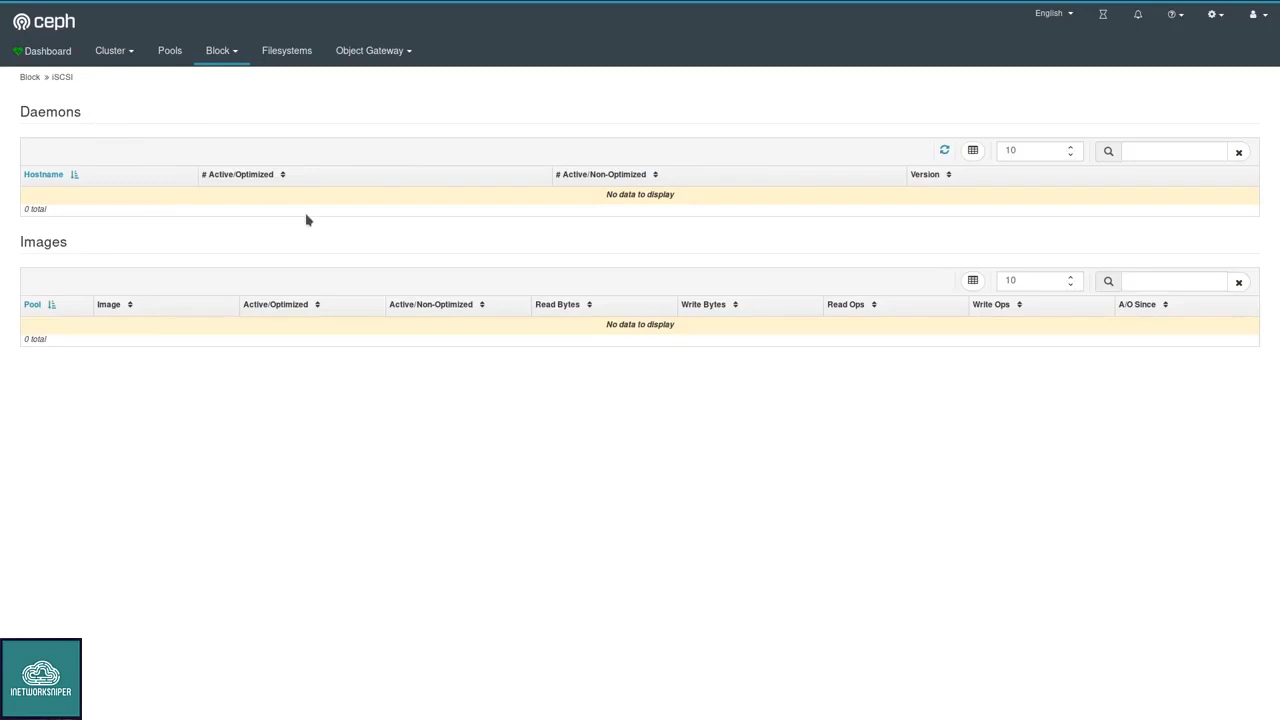 ceph
English
Dashboard Cluster Pools Block Filesystems Object Gateway
Block » iSCSI
Daemons
10
Hostname # Active/Optimized # Active/Non-Optimized Version
No data to display
0 total
Images
10
Pool Image Active/Optimized Active/Non-Optimized Read Bytes Write Bytes Read Ops Write Ops A/O Since
No data to display
0 total
INETWORKSNIPER